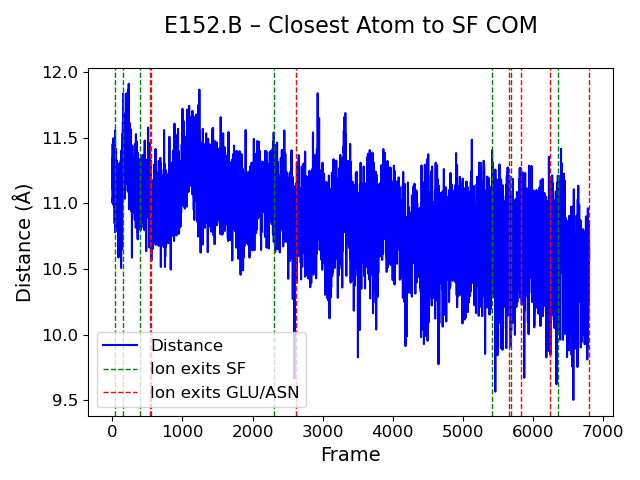 E152.B – Closest Atom to SF COM
12.0
11.5
11.0
10.5
10.0
9.5
Distance (Å)
Distance
Ion exits SF
Ion exits GLU/ASN
0 1000 2000 3000 4000 5000 6000 7000
Frame